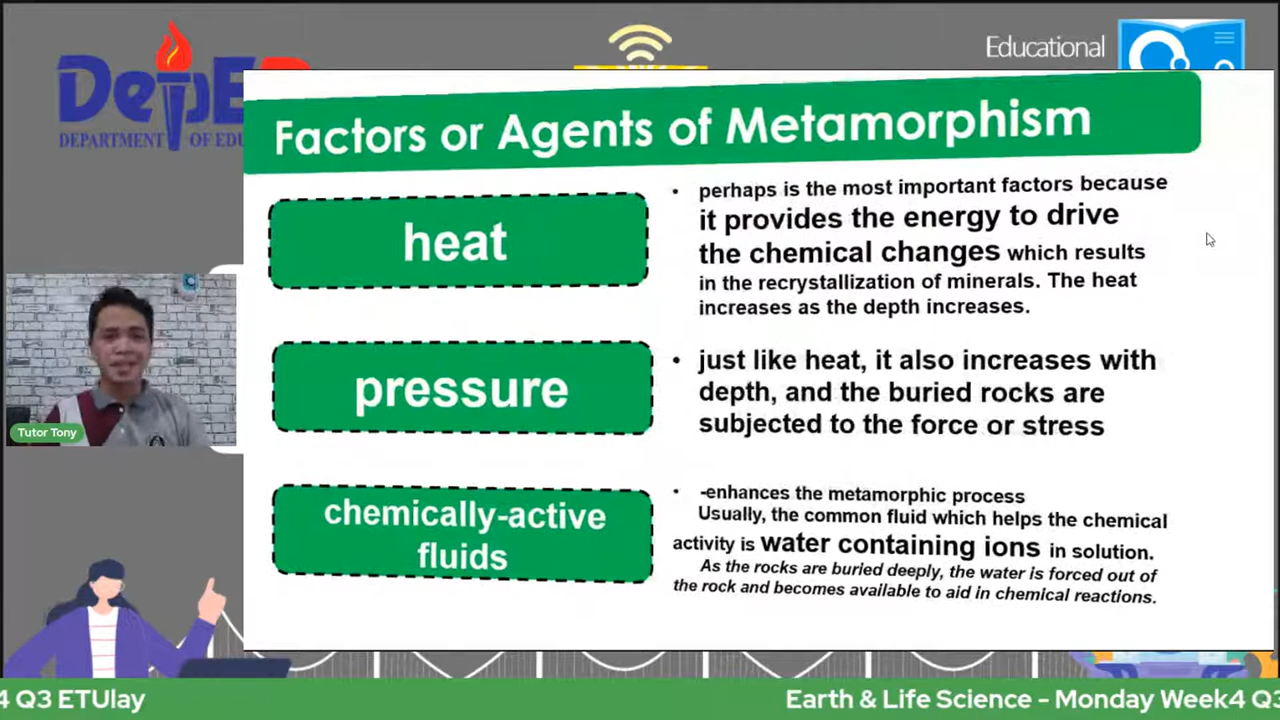 DepE
DEPARTMENT OF EDU
Educational
Factors or Agents of Metamorphism
heat
• perhaps is the most important factors because
it provides the energy to drive
the chemical changes which results
in the recrystallization of minerals. The heat
increases as the depth increases.
pressure
• just like heat, it also increases with
depth, and the buried rocks are
subjected to the force or stress
chemically-active
fluids
• -enhances the metamorphic process
Usually, the common fluid which helps the chemical
activity is water containing ions in solution.
As the rocks are buried deeply, the water is forced out of
the rock and becomes available to aid in chemical reactions.
Tutor Tony
4 Q3 ETUlay
Earth & Life Science - Monday Week4 Q3